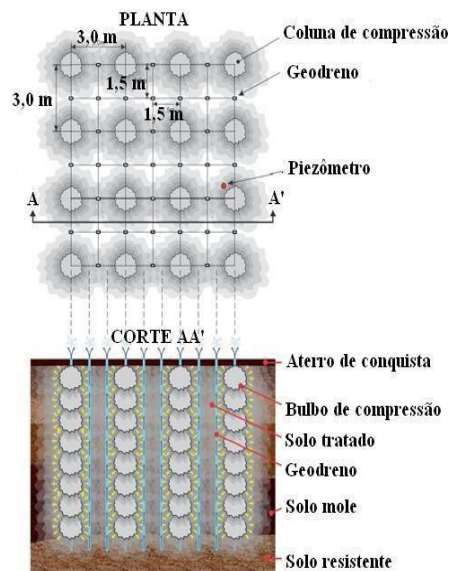 PLANTA
3,0 m
Coluna de compressão
Geodreno
3,0 m
1,5 m
1,5 m
Piezômetro
A
A'
CORTE AA'
Aterro de conquista
Bulbo de compressão
Solo tratado
Geodreno
Solo mole
Solo resistente